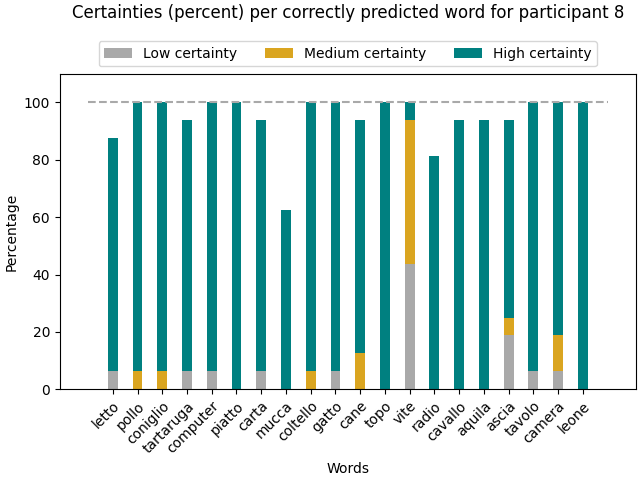 Certainties (percent) per correctly predicted word for participant 8
Low certainty Medium certainty High certainty
100
80
60
40
20
0
Percentage
letto pollo coniglio tartaruga computer piatto carta mucca coltello gatto cane topo vite radio cavallo aquila ascia tavolo camera leone
Words